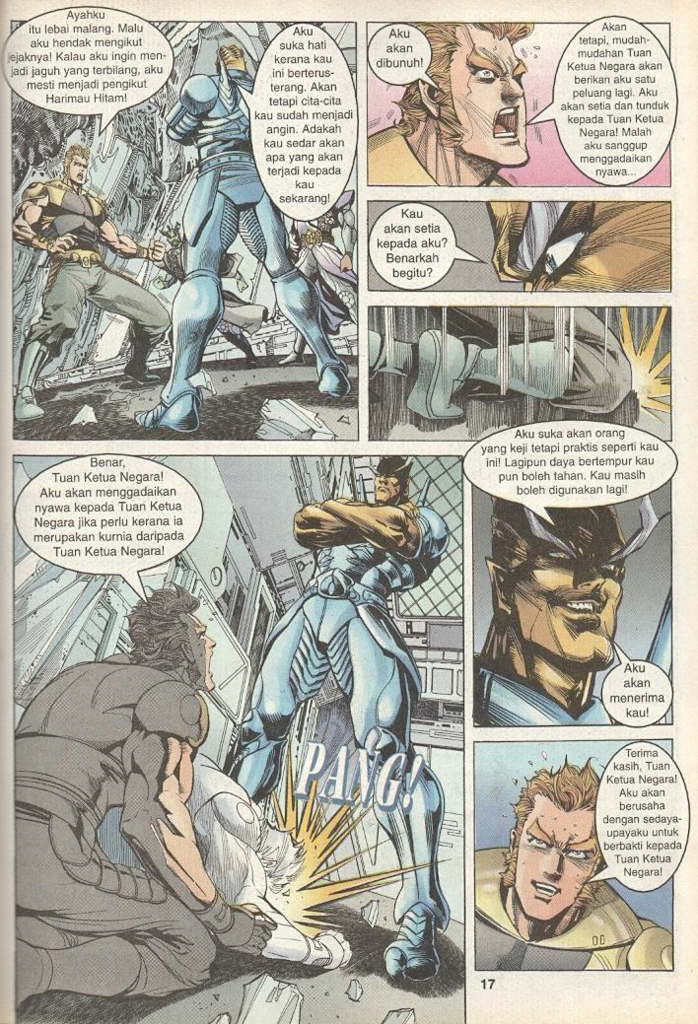 Ayahku
itu lebai malang. Malu
aku hendak mengikut
jejaknya! Kalau aku ingin men-
jadi jaguh yang terbilang, aku
mesti menjadi pengikut
Harimau Hitam!
Aku
suka hati
kerana kau
ini berterus-
terang. Akan
tetapi cita-cita
kau sudah menjadi
angin. Adakah
kau sedar akan
apa yang akan
terjadi kepada
kau
sekarang!
Aku
akan
dibunuh!
Akan
tetapi, mudah-
mudahan Tuan
Ketua Negara akan
berikan aku satu
peluang lagi. Aku
akan setia dan tunduk
kepada Tuan Ketua
Negara! Malah
aku sanggup
menggadaikan
nyawa...
Kau
akan setia
kepada aku?
Benarkah
begitu?
Benar,
Tuan Ketua Negara!
Aku akan menggadaikan
nyawa kepada Tuan Ketua
Negara jika perlu kerana ia
merupakan kurnia daripada
Tuan Ketua Negara!
PANG!
Aku suka akan orang
yang keji tetapi praktis seperti kau
ini! Lagipun daya bertempur kau
pun boleh tahan. Kau masih
boleh digunakan lagi!
Aku
akan
menerima
kau!
Terima
kasih, Tuan
Ketua Negara!
Aku akan
berusaha
dengan sedaya-
upayaku untuk
berbakti kepada
Tuan Ketua
Negara!
17